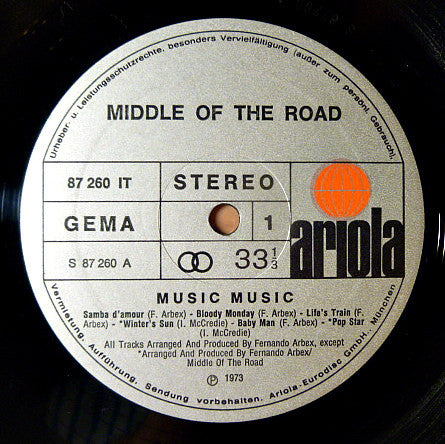 Urheber- u. Leistungsschutzrechte, besonders Vervielfältigung (außer zum persönl. Gebrauch),
MIDDLE OF THE ROAD
87 260 IT
STEREO
GEMA
1
S 87 260 A
33 1/3
ariola
MUSIC MUSIC
Samba d'amour (F. Arbex) - Bloody Monday (F. Arbex) - Life's Train (F.
Arbex) - *Winter's Sun (I. McCredie) - Baby Man (F. Arbex) - *Pop Star
(I. McCredie)
All Tracks Arranged And Produced By Fernando Arbex, except
*Arranged And Produced By Fernando Arbex/
Middle Of The Road
Ⓟ 1973
Vermietung, Aufführung, Sendung vorbehalten. Ariola-Eurodisc GmbH., München